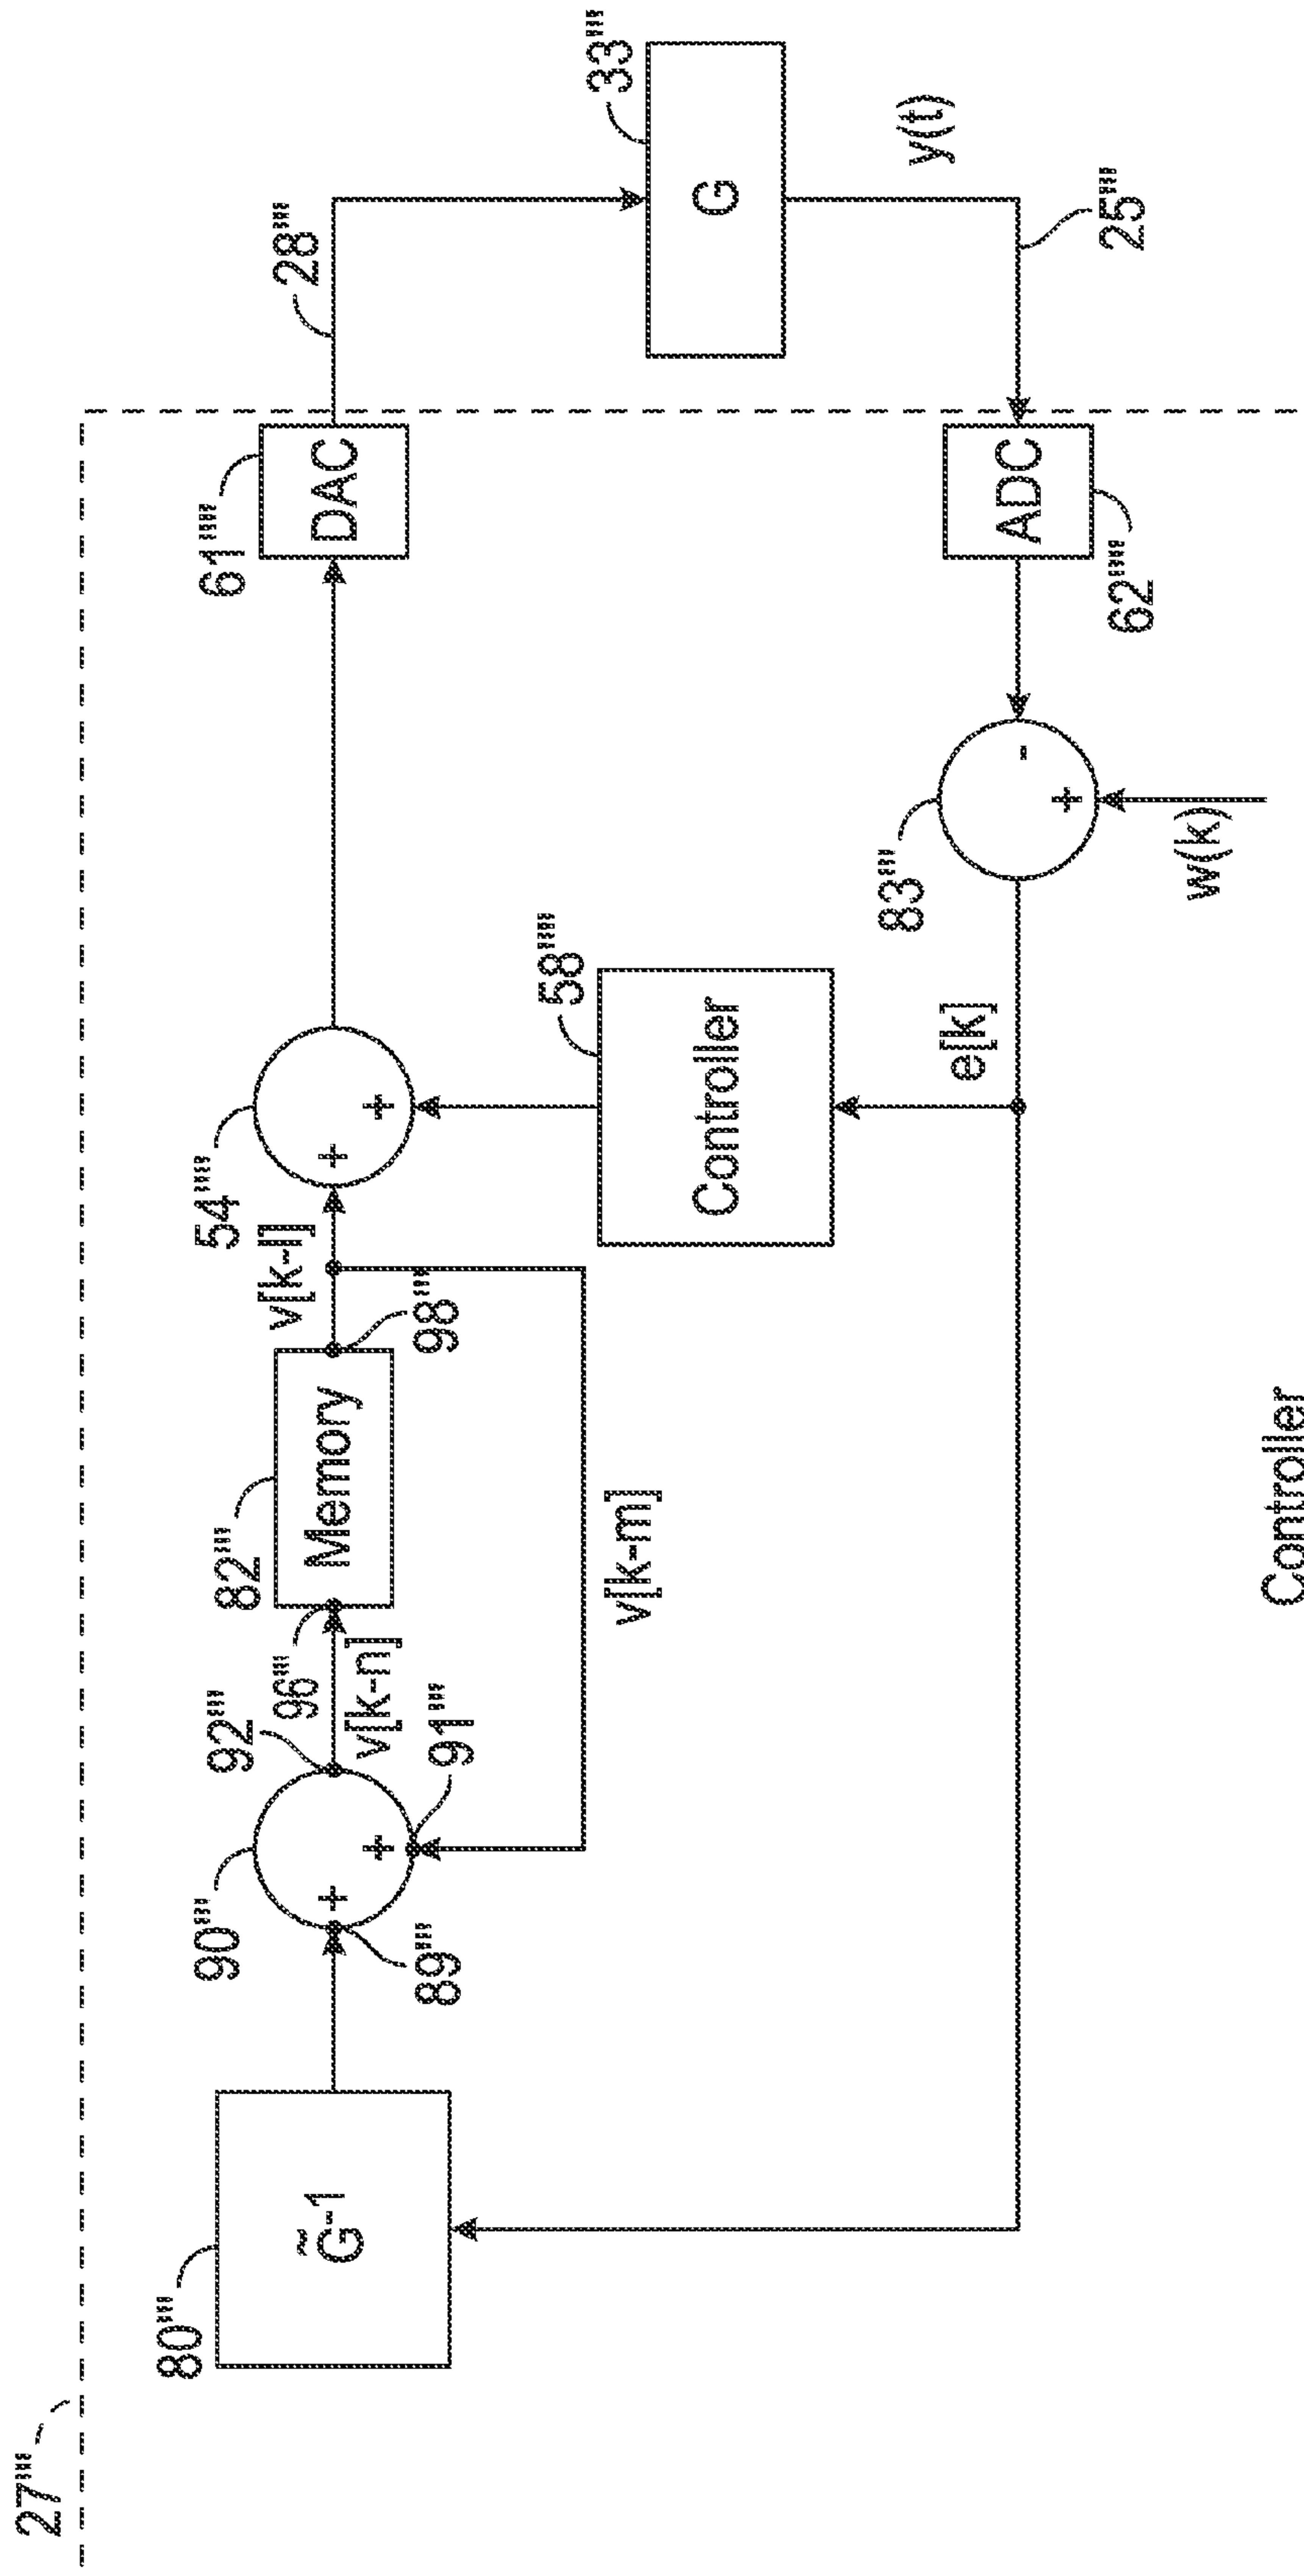 27''''
80''''
G̃⁻¹
90''''
89''''
+
+
92''''
91''''
v[k-n]
96''''
82''''
Memory
98''''
v[k-l]
v[k-m]
54''''
+
+
61''''
DAC
28''''
58''''
Controller
33''''
G
y(t)
25''''
e[k]
83''''
-
+
w(k)
ADC
62''''
Controller